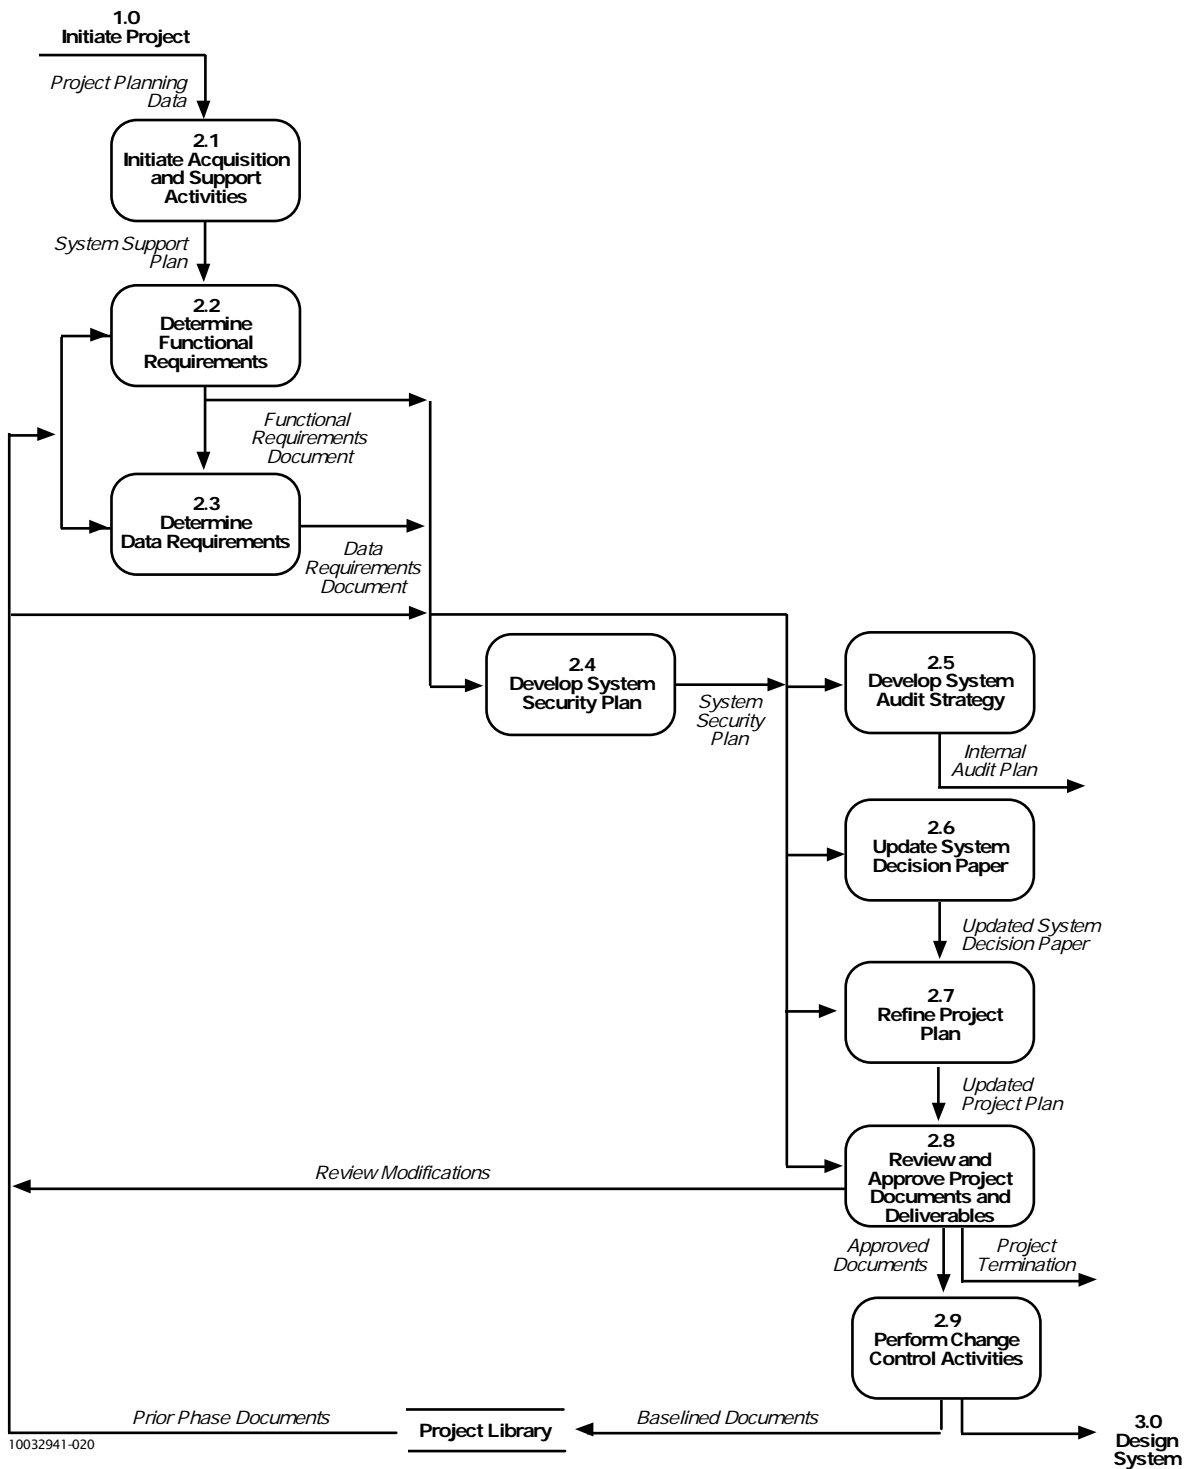 1.0
Initiate Project
Project Planning
Data
2.1
Initiate Acquisition
and Support
Activities
System Support
Plan
2.2
Determine
Functional
Requirements
Functional
Requirements
Document
2.3
Determine
Data Requirements
Data
Requirements
Document
2.4
Develop System
Security Plan
System
Security
Plan
2.5
Develop System
Audit Strategy
Internal
Audit Plan
2.6
Update System
Decision Paper
Updated System
Decision Paper
2.7
Refine Project
Plan
Updated
Project Plan
2.8
Review and
Approve Project
Documents and
Deliverables
Review Modifications
Approved
Documents
Project
Termination
2.9
Perform Change
Control Activities
Prior Phase Documents
Project Library
Baselined Documents
3.0
Design
System
10032941-020